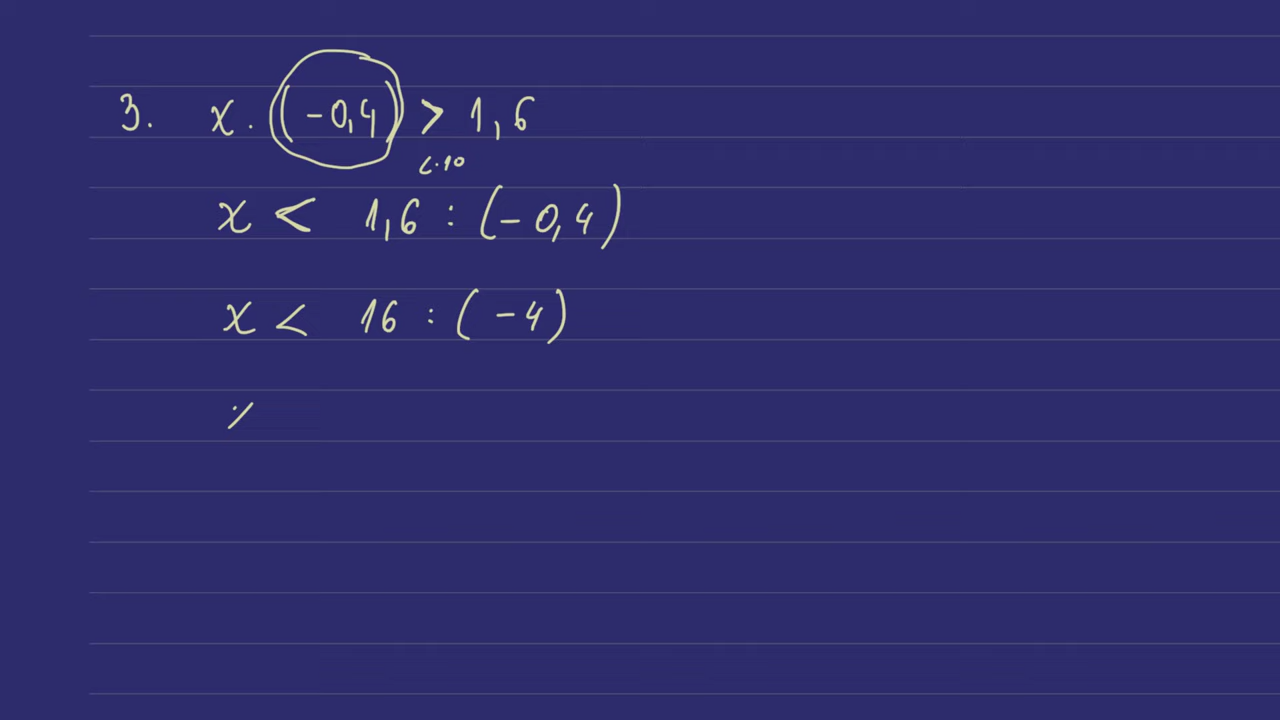 3. x · (-0,4) > 1,6
< · 10
x < 1,6 : (-0,4)
x < 16 : (-4)